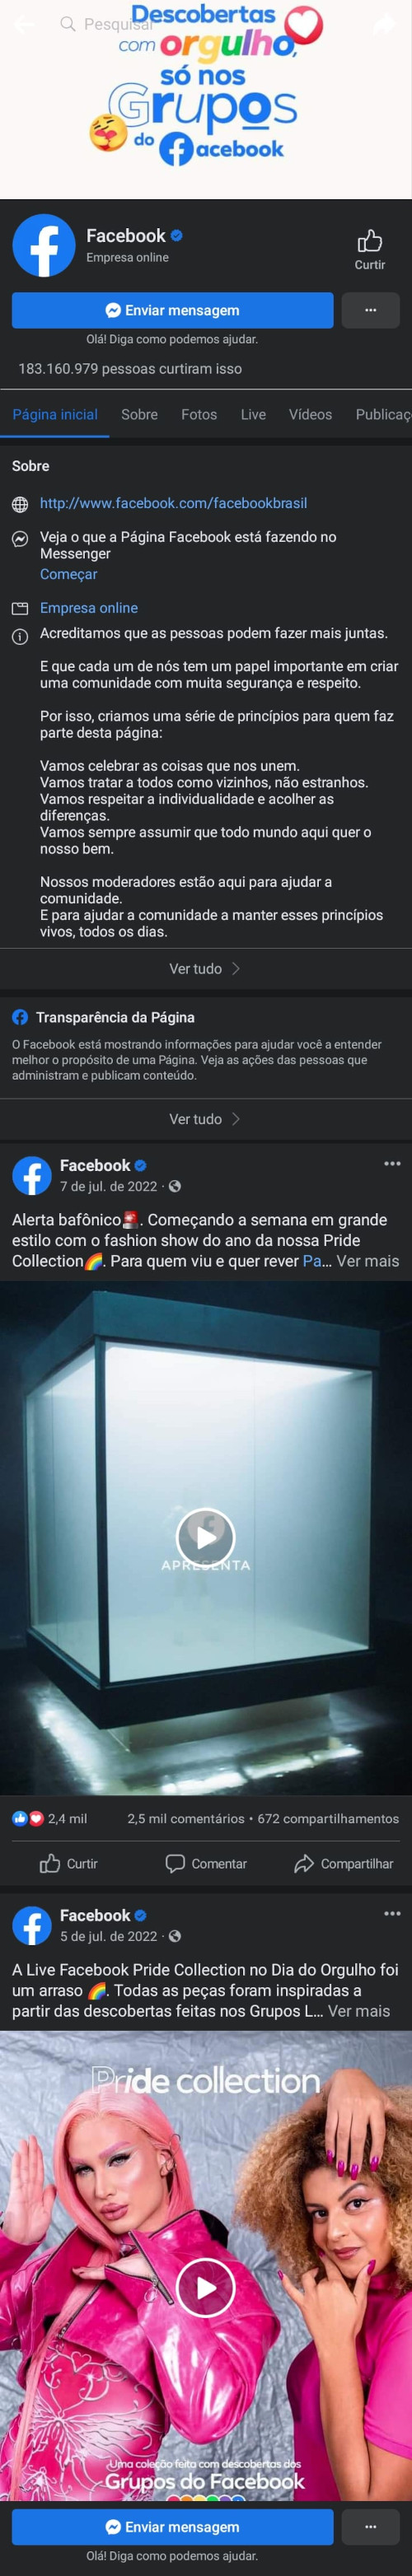 Descobertas
Pesquisar
com orgulho,
só nos
Grupos
do facebook
Facebook
Empresa online
Curtir
Enviar mensagem
Olá! Diga como podemos ajudar.
183.160.979 pessoas curtiram isso
Página inicial Sobre Fotos Live Vídeos Publicaç
Sobre
http://www.facebook.com/facebookbrasil
Veja o que a Página Facebook está fazendo no
Messenger
Começar
Empresa online
Acreditamos que as pessoas podem fazer mais juntas.
E que cada um de nós tem um papel importante em criar
uma comunidade com muita segurança e respeito.
Por isso, criamos uma série de princípios para quem faz
parte desta página:
Vamos celebrar as coisas que nos unem.
Vamos tratar a todos como vizinhos, não estranhos.
Vamos respeitar a individualidade e acolher as
diferenças.
Vamos sempre assumir que todo mundo aqui quer o
nosso bem.
Nossos moderadores estão aqui para ajudar a
comunidade.
E para ajudar a comunidade a manter esses princípios
vivos, todos os dias.
Ver tudo
Transparência da Página
O Facebook está mostrando informações para ajudar você a entender
melhor o propósito de uma Página. Veja as ações das pessoas que
administram e publicam conteúdo.
Ver tudo
Facebook
7 de jul. de 2022 ·
Alerta bafônico🚨. Começando a semana em grande
estilo com o fashion show do ano da nossa Pride
Collection🌈. Para quem viu e quer rever Pa... Ver mais
APRESENTA
2,4 mil 2,5 mil comentários • 672 compartilhamentos
Curtir Comentar Compartilhar
Facebook
5 de jul. de 2022 ·
A Live Facebook Pride Collection no Dia do Orgulho foi
um arraso 🌈. Todas as peças foram inspiradas a
partir das descobertas feitas nos Grupos L... Ver mais
Pride collection
Uma coleção feita com descobertas dos
Grupos do Facebook
Enviar mensagem
Olá! Diga como podemos ajudar.